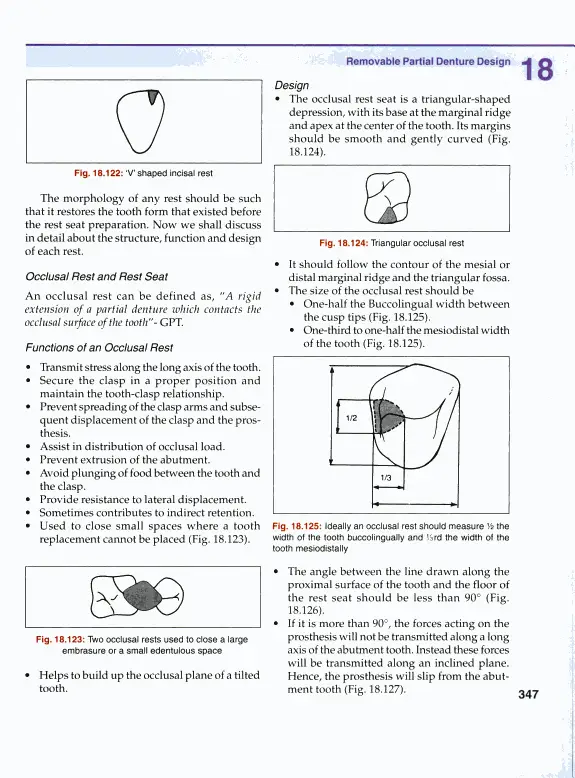 Removable Partial Denture Design 18
Fig. 18.122: 'V' shaped incisal rest
The morphology of any rest should be such
that it restores the tooth form that existed before
the rest seat preparation. Now we shall discuss
in detail about the structure, function and design
of each rest.
Occlusal Rest and Rest Seat
An occlusal rest can be defined as, "A rigid
extension of a partial denture which contacts the
occlusal surface of the tooth"- GPT.
Functions of an Occlusal Rest
• Transmit stress along the long axis of the tooth.
• Secure the clasp in a proper position and
maintain the tooth-clasp relationship.
• Prevent spreading of the clasp arms and subse-
quent displacement of the clasp and the pros-
thesis.
• Assist in distribution of occlusal load.
• Prevent extrusion of the abutment.
• Avoid plunging of food between the tooth and
the clasp.
• Provide resistance to lateral displacement.
• Sometimes contributes to indirect retention.
• Used to close small spaces where a tooth
replacement cannot be placed (Fig. 18.123).
Fig. 18.123: Two occlusal rests used to close a large
embrasure or a small edentulous space
• Helps to build up the occlusal plane of a tilted
tooth.
Design
• The occlusal rest seat is a triangular-shaped
depression, with its base at the marginal ridge
and apex at the center of the tooth. Its margins
should be smooth and gently curved (Fig.
18.124).
Fig. 18.124: Triangular occlusal rest
• It should follow the contour of the mesial or
distal marginal ridge and the triangular fossa.
• The size of the occlusal rest should be
• One-half the Buccolingual width between
the cusp tips (Fig. 18.125).
• One-third to one-half the mesiodistal width
of the tooth (Fig. 18.125).
1/2
1/3
Fig. 18.125: Ideally an occlusal rest should measure ½ the
width of the tooth buccolingually and ⅓rd the width of the
tooth mesiodistally
• The angle between the line drawn along the
proximal surface of the tooth and the floor of
the rest seat should be less than 90° (Fig.
18.126).
• If it is more than 90°, the forces acting on the
prosthesis will not be transmitted along a long
axis of the abutment tooth. Instead these forces
will be transmitted along an inclined plane.
Hence, the prosthesis will slip from the abut-
ment tooth (Fig. 18.127).
347